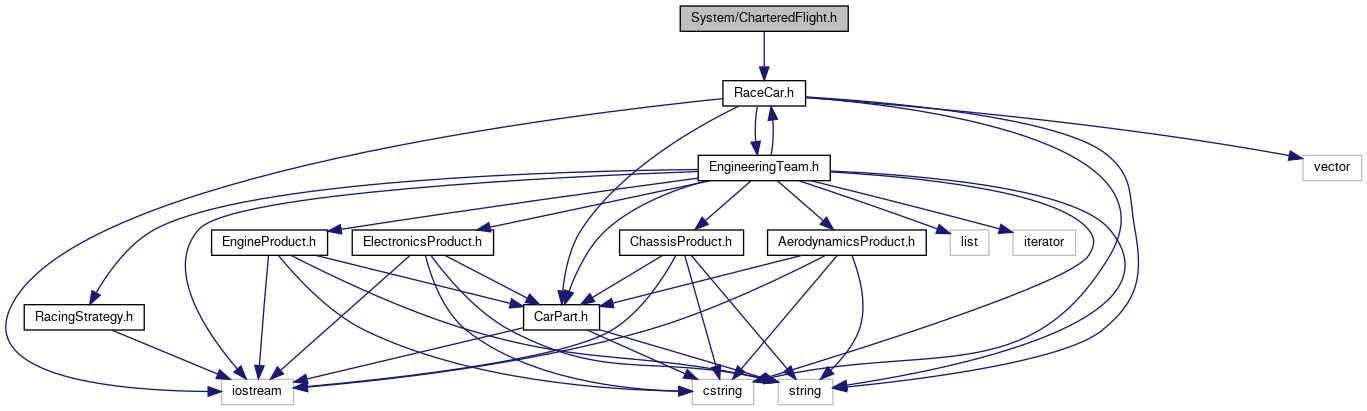 System/CharteredFlight.h
RaceCar.h
EngineeringTeam.h
vector
EngineProduct.h
ElectronicsProduct.h
ChassisProduct.h
AerodynamicsProduct.h
list
iterator
RacingStrategy.h
CarPart.h
iostream
cstring
string